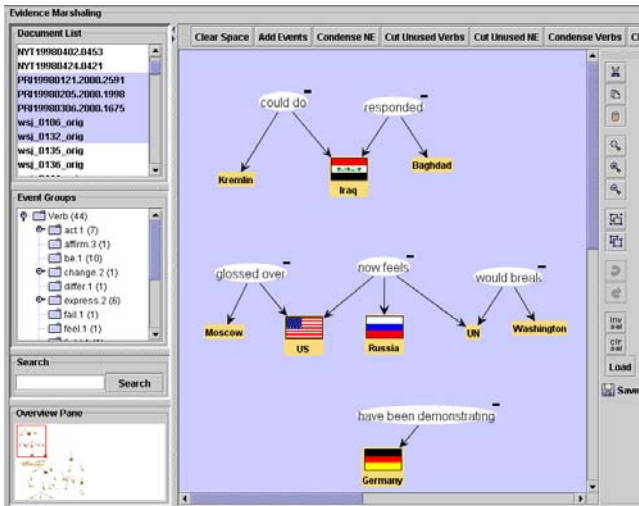 Evidence Marshaling
Document List
NYT19980402.0453
NYT19980424.0421
PRI19980121.2000.2591
PRI19980205.2000.1998
PRI19980306.2000.1675
wsj_0106_orig
wsj_0132_orig
wsj_0135_orig
wsj_0136_orig
Event Groups
Verb (44)
act.1 (7)
affirm.3 (1)
be.1 (10)
change.2 (1)
differ.1 (1)
express.2 (6)
fail.1 (1)
feel.1 (1)
Search
Search
Overview Pane
Clear Space Add Events Condense NE Cut Unused Verbs Cut Unused NE Condense Verbs
could do responded
Kremlin Iraq Baghdad
glossed over now feels would break
Moscow US Russia UN Washington
have been demonstrating
Germany
inv
sel
clr
sel
Load
Save